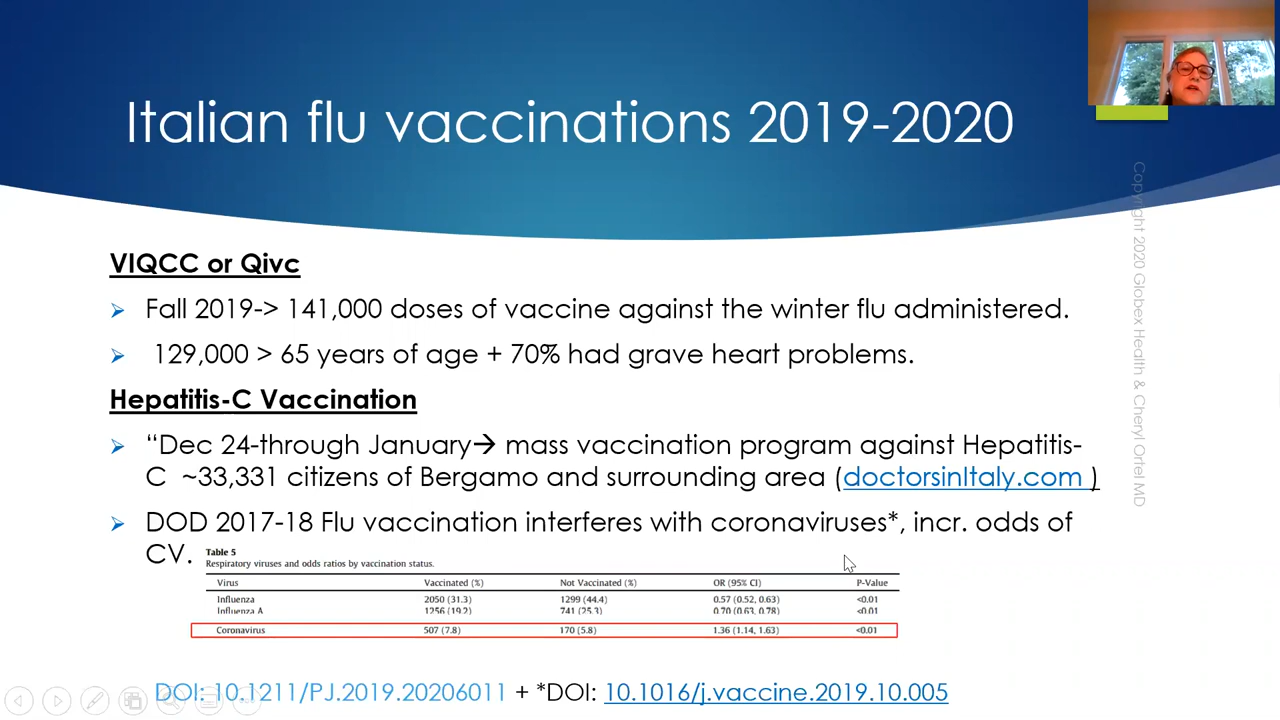 Italian flu vaccinations 2019-2020
VIQCC or Qivc
Fall 2019-> 141,000 doses of vaccine against the winter flu administered.
129,000 > 65 years of age + 70% had grave heart problems.
Hepatitis-C Vaccination
“Dec 24-through January→ mass vaccination program against Hepatitis-
C ~33,331 citizens of Bergamo and surrounding area (doctorsinItaly.com )
DOD 2017-18 Flu vaccination interferes with coronaviruses*, incr. odds of
CV.
Table 5
Respiratory viruses and odds ratios by vaccination status.
Virus Vaccinated (%) Not Vaccinated (%) OR (95% CI) P-Value
Influenza 2050 (31.3) 1299 (44.4) 0.57 (0.52, 0.63) <0.01
Influenza A 1256 (19.2) 741 (25.3) 0.70 (0.63, 0.78) <0.01
Coronavirus 507 (7.8) 170 (5.8) 1.36 (1.14, 1.63) <0.01
DOI: 10.1211/PJ.2019.20206011 + *DOI: 10.1016/j.vaccine.2019.10.005
Copyright 2020 Globex Health & Cheryl Ortel MD